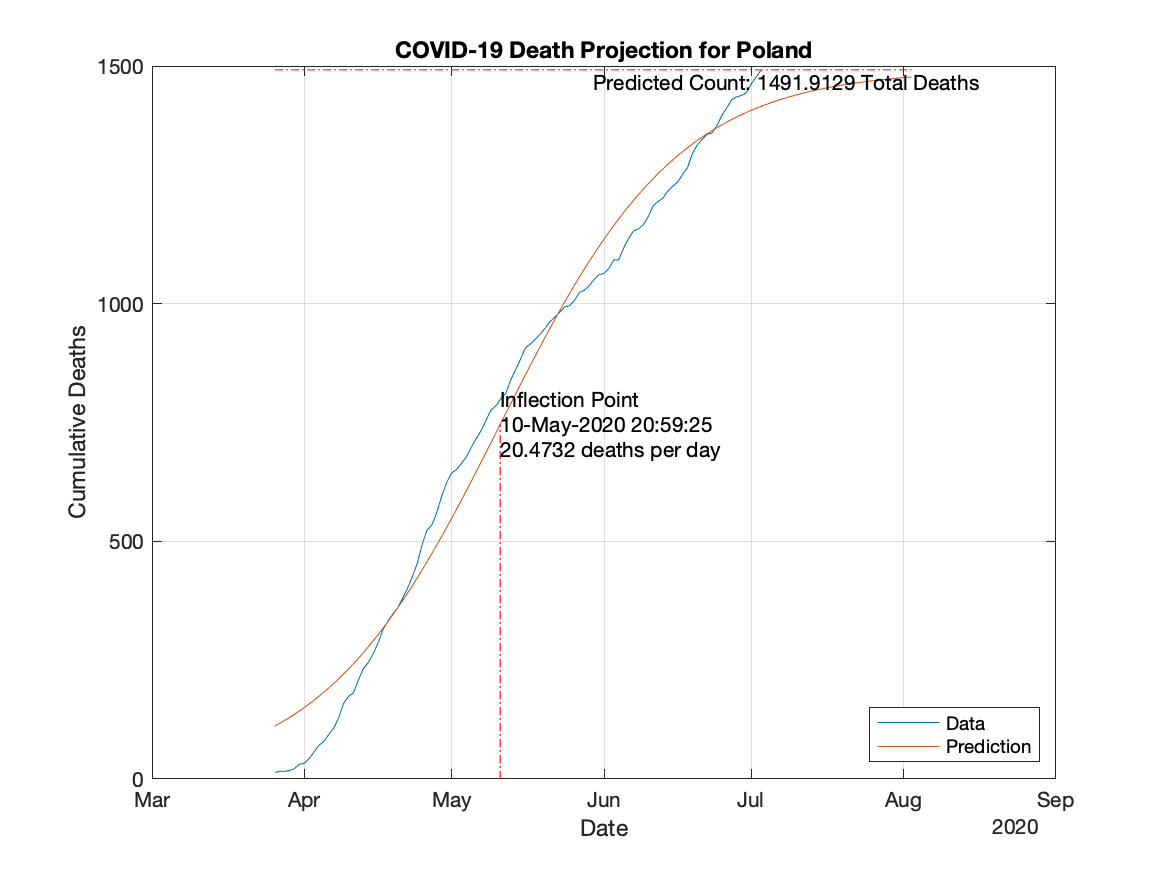 COVID-19 Death Projection for Poland
1500
Predicted Count: 1491.9129 Total Deaths
1000
Cumulative Deaths
Inflection Point
10-May-2020 20:59:25
20.4732 deaths per day
500
Data
Prediction
0
Mar Apr May Jun Jul Aug Sep
Date
2020